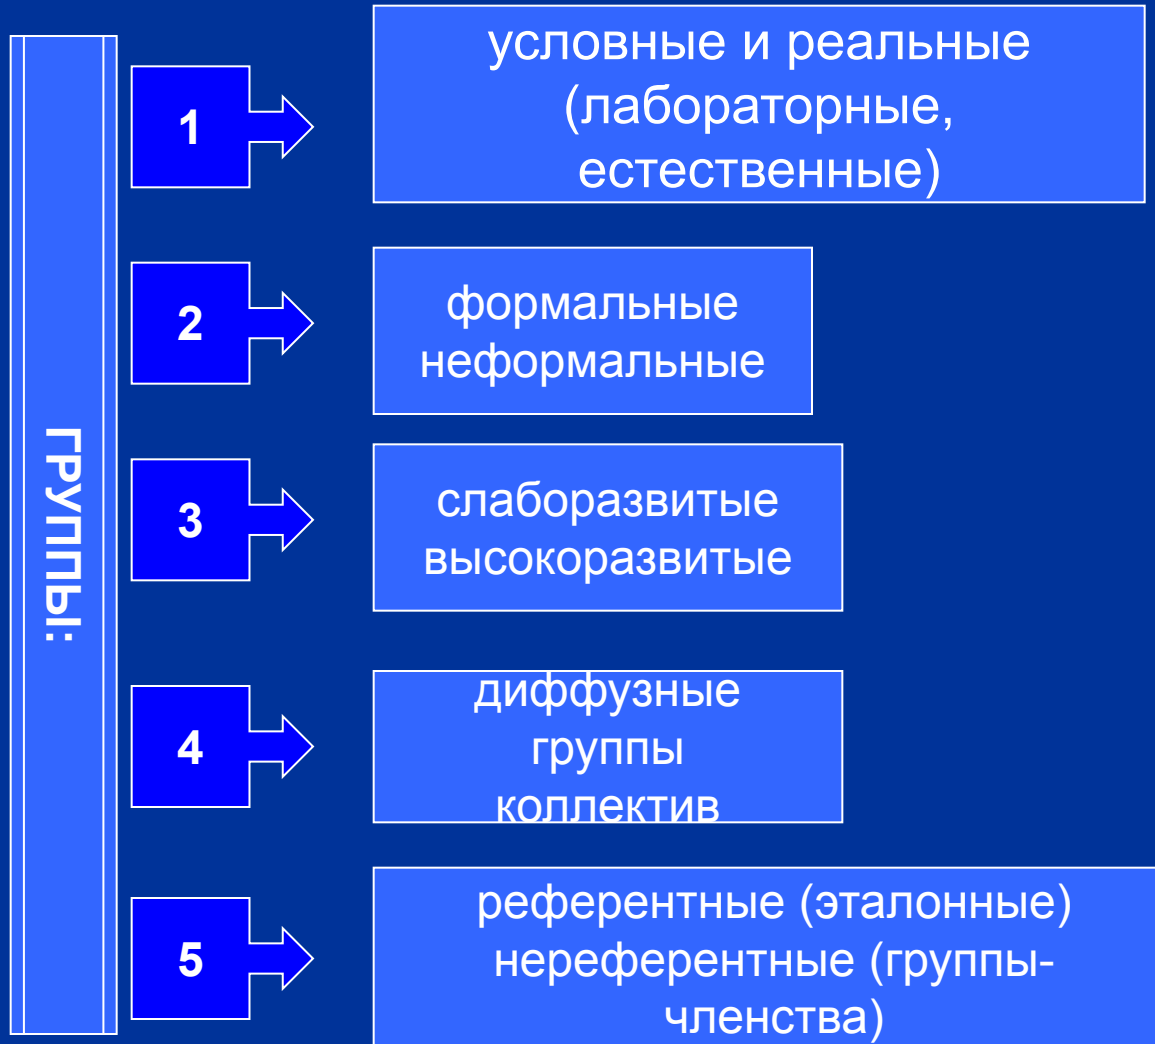 ГРУППЫ:
1
условные и реальные
(лабораторные,
естественные)
2
формальные
неформальные
3
слаборазвитые
высокоразвитые
4
диффузные
группы
коллектив
5
референтные (эталонные)
нереферентные (группы-
членства)